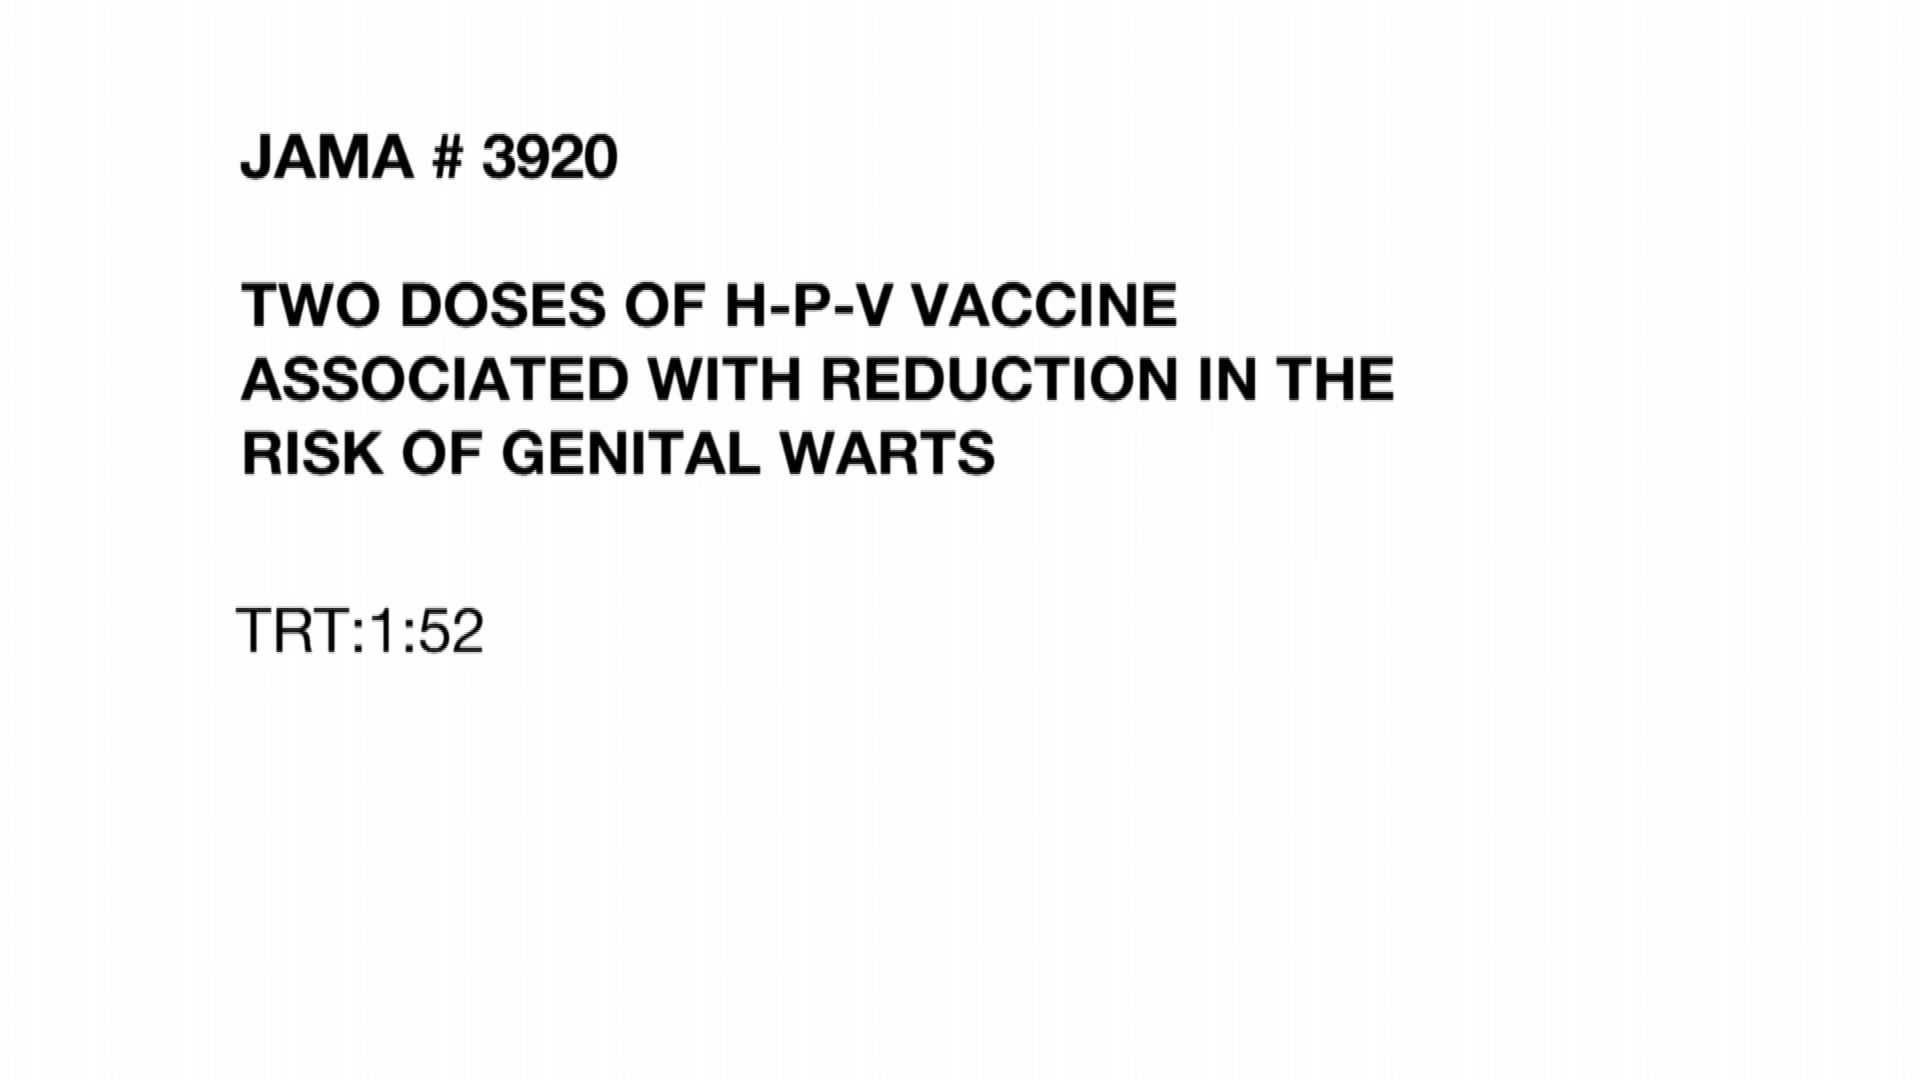 JAMA # 3920
TWO DOSES OF H-P-V VACCINE
ASSOCIATED WITH REDUCTION IN THE
RISK OF GENITAL WARTS
TRT:1:52